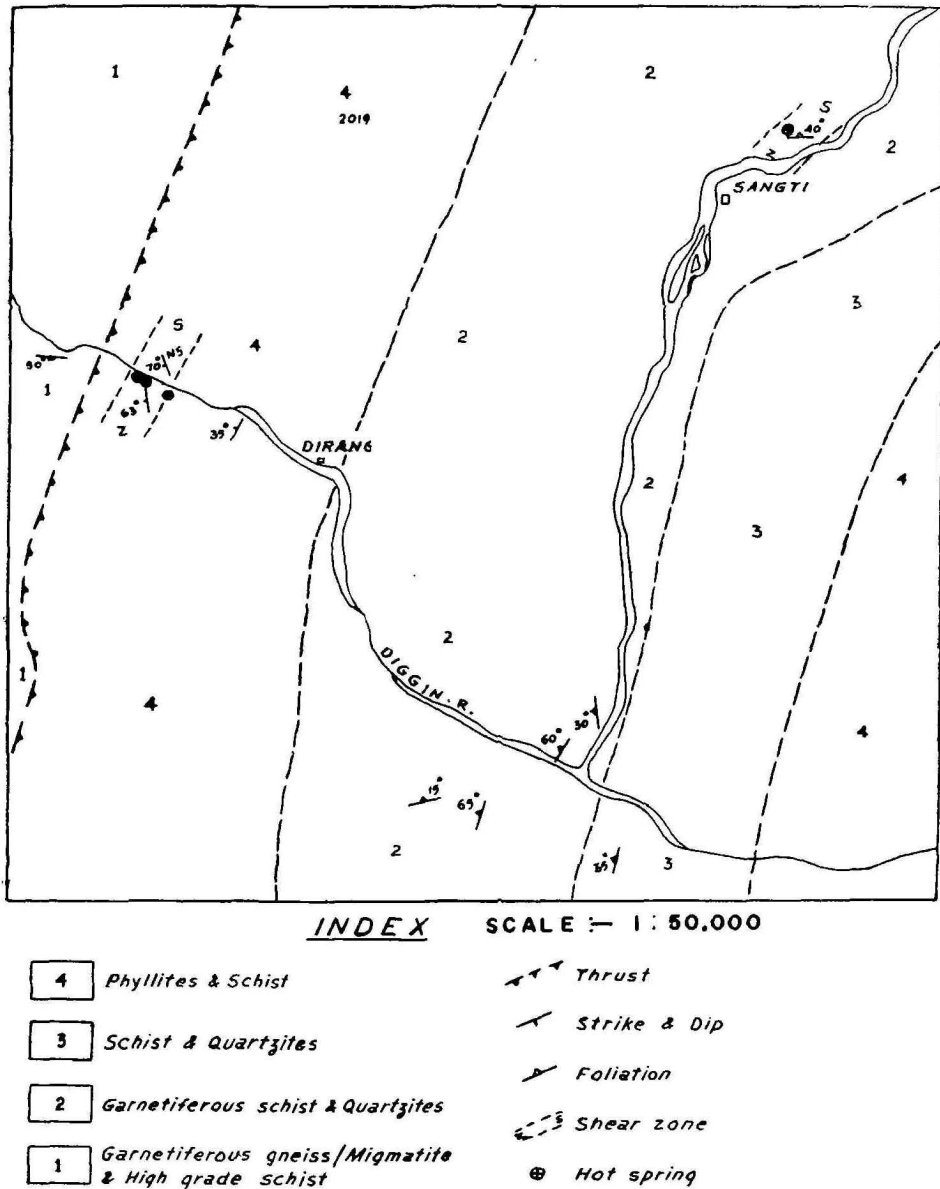 1
4
2019
2
S
40°
Z
2
SANGTI
3
S
4
2
90°
1
70°
NS
63°
Z
35°
DIRANG
2
4
3
2
1
4
DIGGIN. R.
30°
60°
4
15°
65°
2
3
INDEX SCALE :- 1:50,000
4 Phyllites & Schist
3 Schist & Quartzites
2 Garnetiferous schist & Quartzites
1 Garnetiferous gneiss/Migmatite
& High grade schist
Thrust
Strike & Dip
Foliation
Shear zone
Hot spring